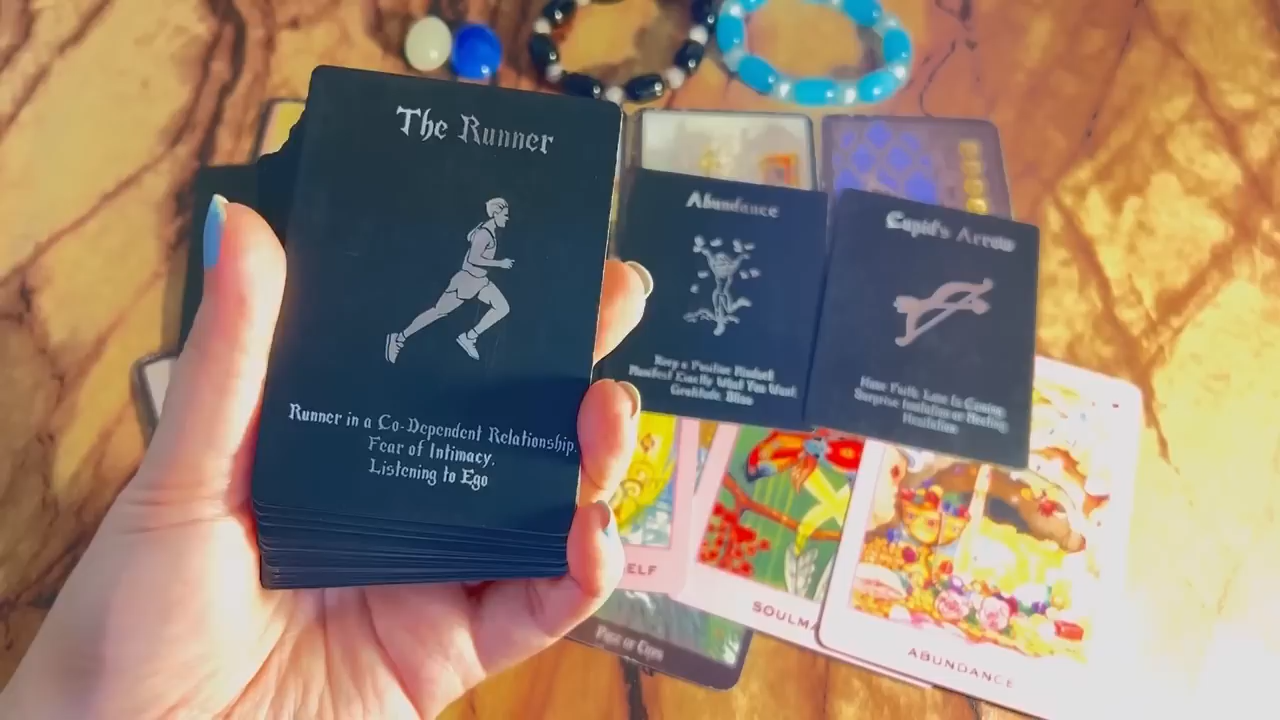 The Runner
Runner in a Co-Dependent Relationship.
Fear of Intimacy.
Listening to Ego
Abundance
Keep a Positive Mindset
Manifest Exactly What You Want
Gratitude, Bliss
Cupid's Arrow
Have Faith, Love Is Coming
Surprise Invitation or Meeting
ELF
SOULMA
ABUNDANCE
Page of Cups